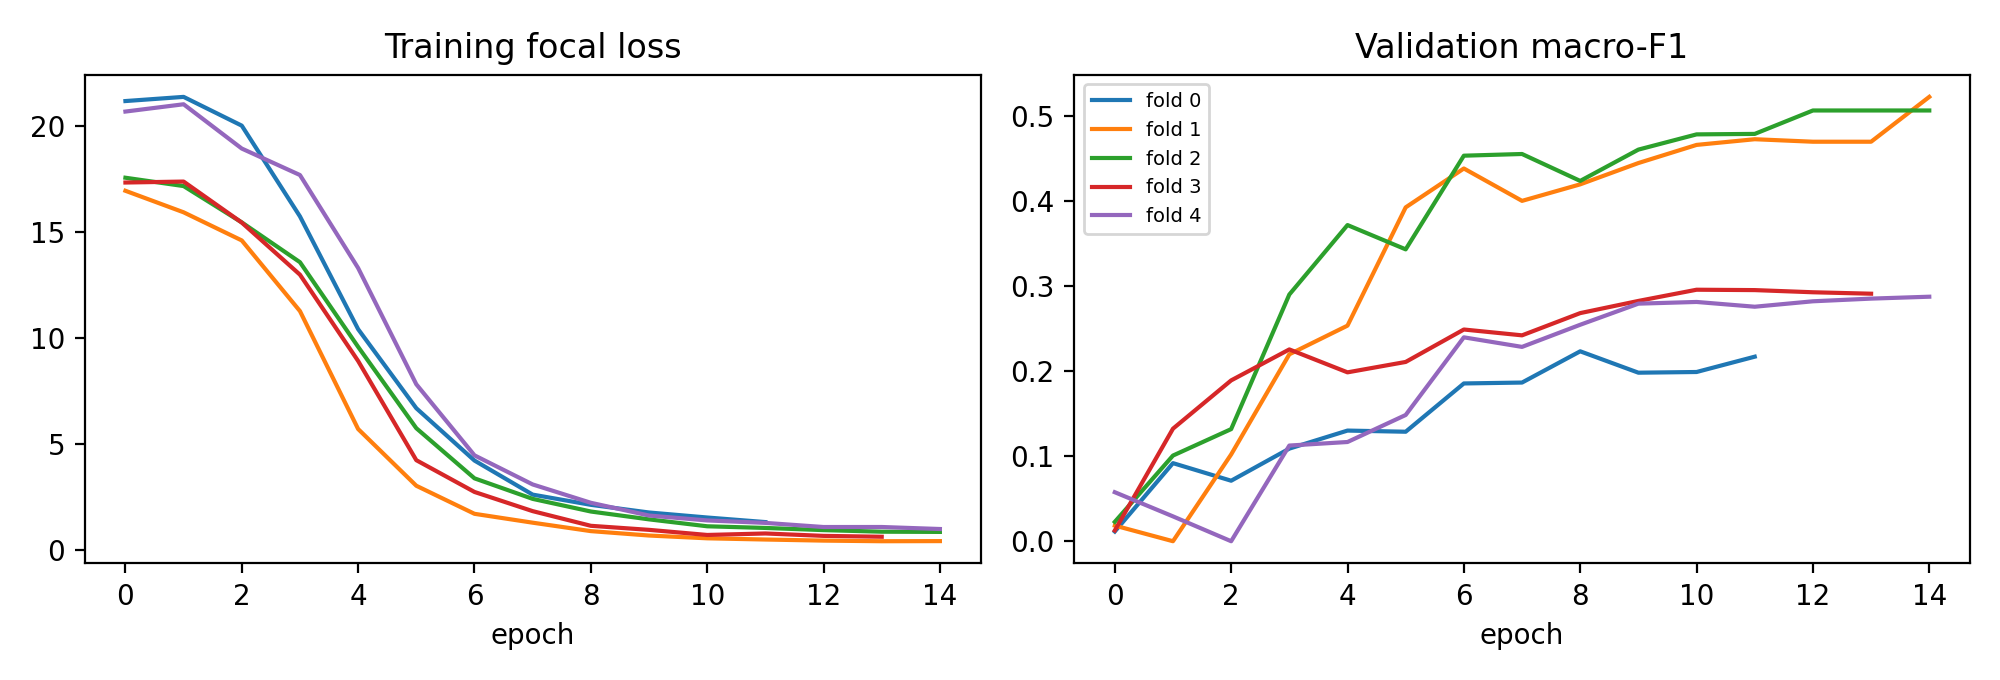 Training focal loss
20
15
10
5
0
0 2 4 6 8 10 12 14
epoch
Validation macro-F1
fold 0
fold 1
fold 2
fold 3
fold 4
0.5
0.4
0.3
0.2
0.1
0.0
0 2 4 6 8 10 12 14
epoch